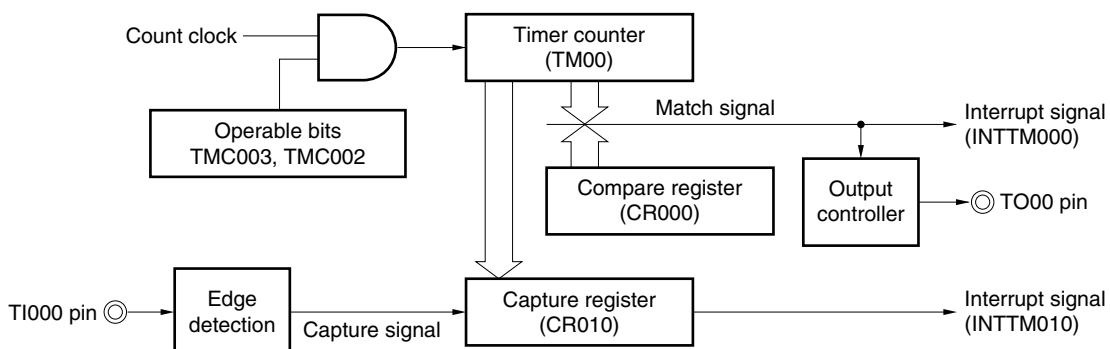 Count clock
Timer counter
(TM00)
Operable bits
TMC003, TMC002
Match signal
Interrupt signal
(INTTM000)
Compare register
(CR000)
Output
controller
TO00 pin
TI000 pin
Edge
detection
Capture signal
Capture register
(CR010)
Interrupt signal
(INTTM010)